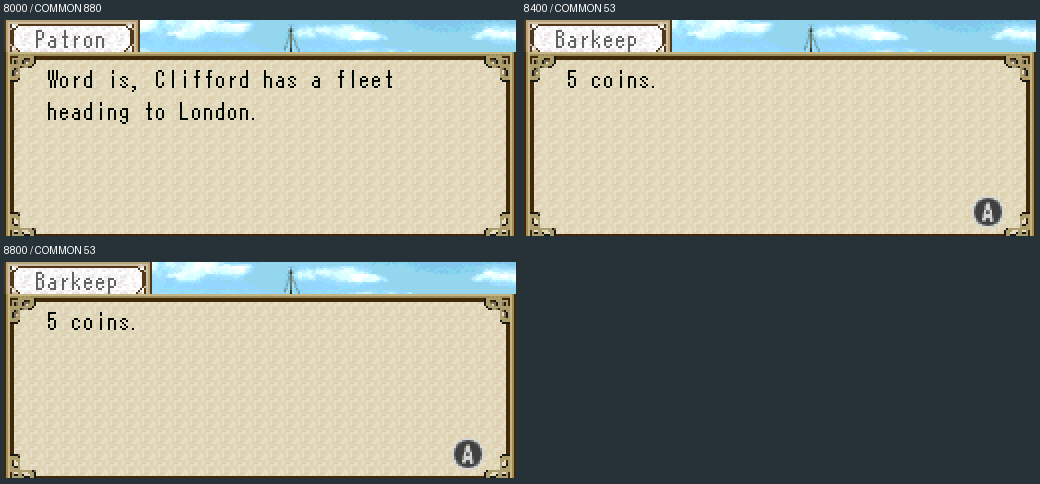 8000 / COMMON 880
Patron
Word is, Clifford has a fleet
heading to London.
8400 / COMMON 53
Barkeep
5 coins.
A
8800 / COMMON 53
Barkeep
5 coins.
A